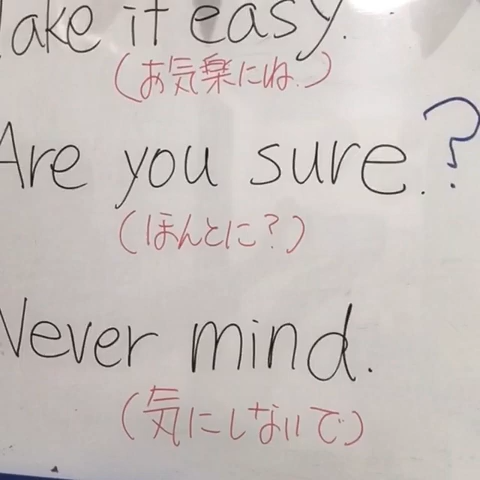 Take it easy.
(お気楽にね.)
Are you sure.?
(ほんとに?)
Never mind.
(気にしないで)